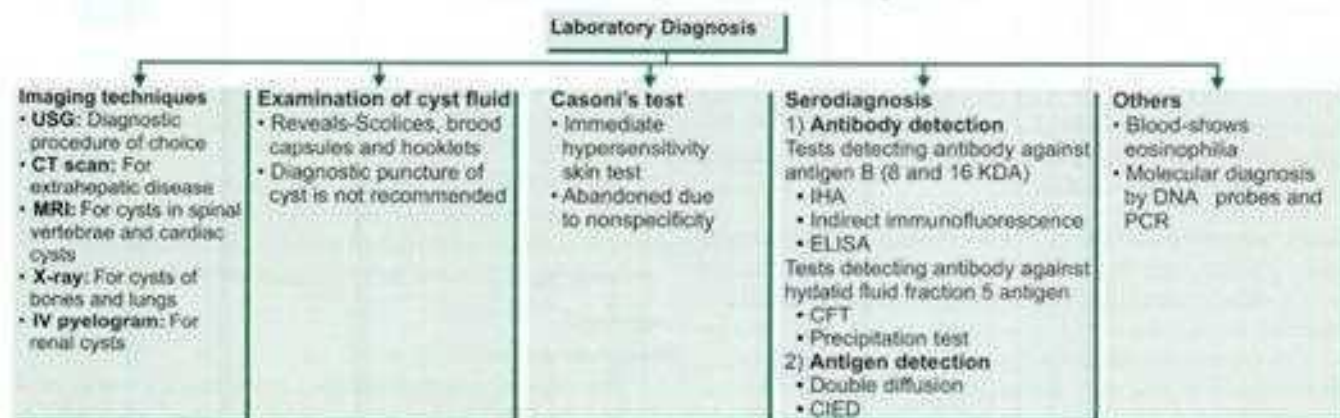 Laboratory Diagnosis
Imaging techniques
• USG: Diagnostic
procedure of choice
• CT scan: For
extrahepatic disease
• MRI: For cysts in spinal
vertebrae and cardiac
cysts
• X-ray: For cysts of
bones and lungs
• IV pyelogram: For
renal cysts
Examination of cyst fluid
• Reveals-Scolices, brood
capsules and hooklets
• Diagnostic puncture of
cyst is not recommended
Casoni's test
• Immediate
hypersensitivity
skin test
• Abandoned due
to nonspecificity
Serodiagnosis
1) Antibody detection
Tests detecting antibody against
antigen B (8 and 16 KDA)
• IHA
• Indirect immunofluorescence
• ELISA
Tests detecting antibody against
hydatid fluid fraction 5 antigen
• CFT
• Precipitation test
2) Antigen detection
• Double diffusion
• CIED
Others
• Blood-shows
eosinophilia
• Molecular diagnosis
by DNA probes and
PCR